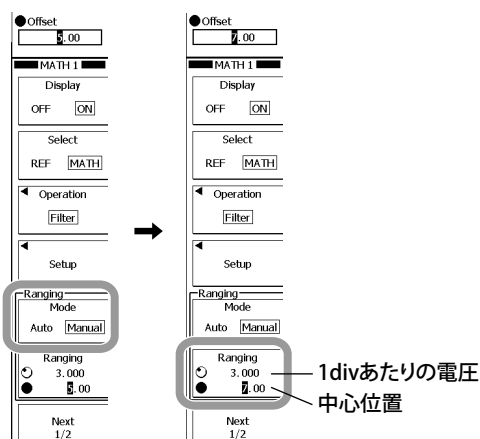 Offset
5.00
MATH 1
Display
OFF ON
Select
REF MATH
Operation
Filter
Setup
Ranging
Mode
Auto Manual
Ranging
3.000
5.00
Next
1/2
Offset
7.00
MATH 1
Display
OFF ON
Select
REF MATH
Operation
Filter
Setup
Ranging
Mode
Auto Manual
Ranging
3.000
7.00
Next
1/2
1divあたりの電圧
中心位置